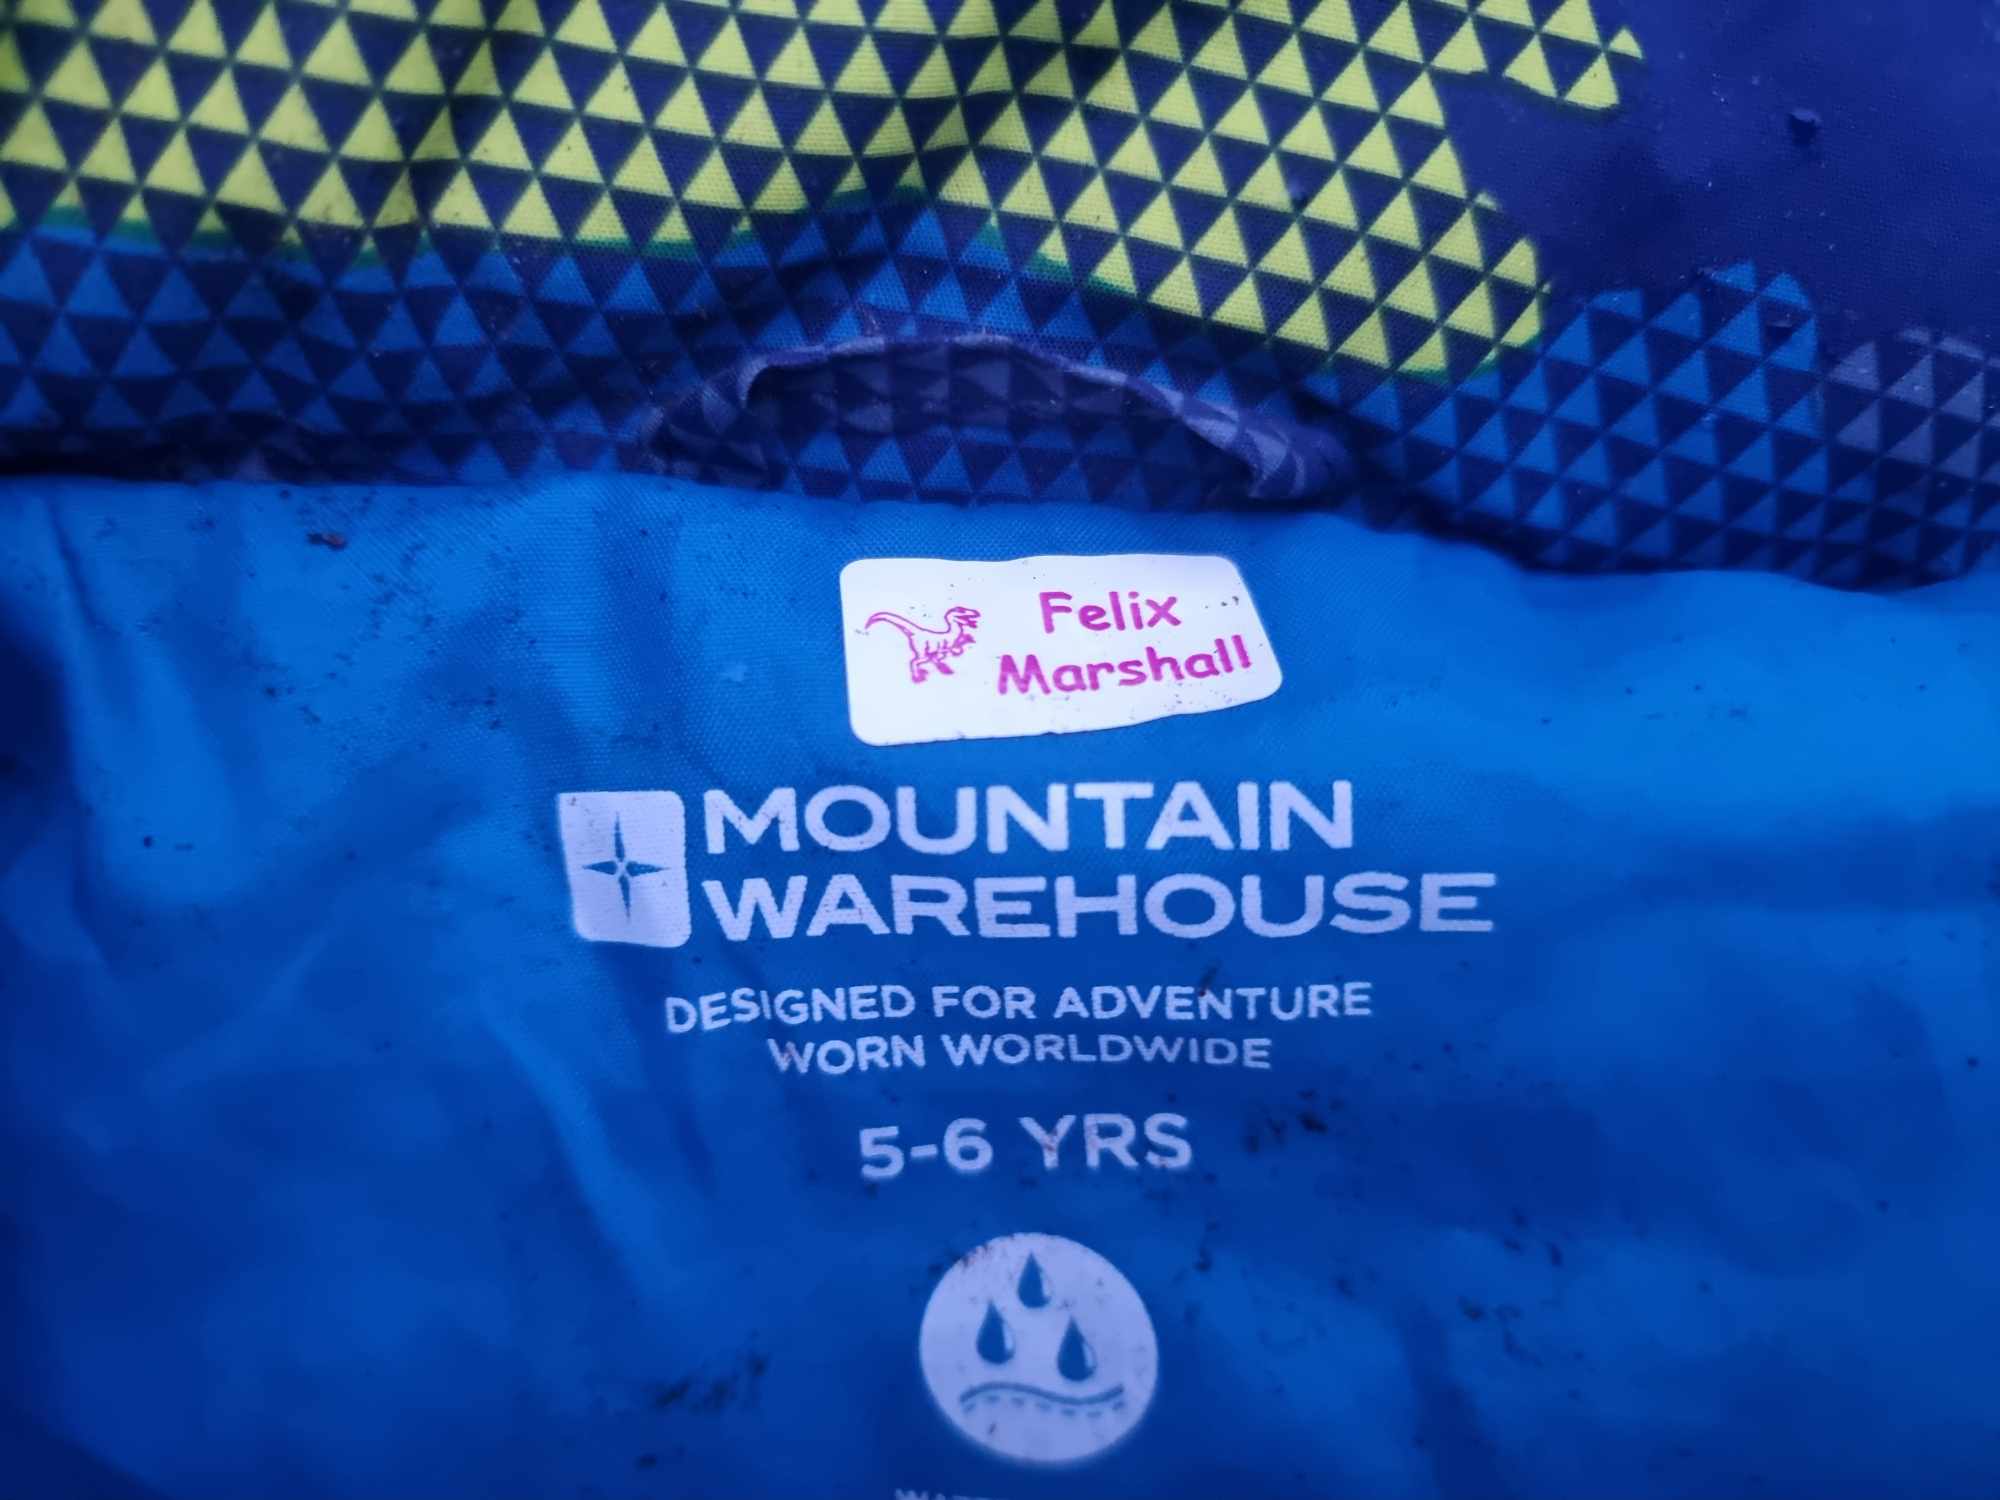 Felix
Marshall
MOUNTAIN
WAREHOUSE
DESIGNED FOR ADVENTURE
WORN WORLDWIDE
5-6 YRS